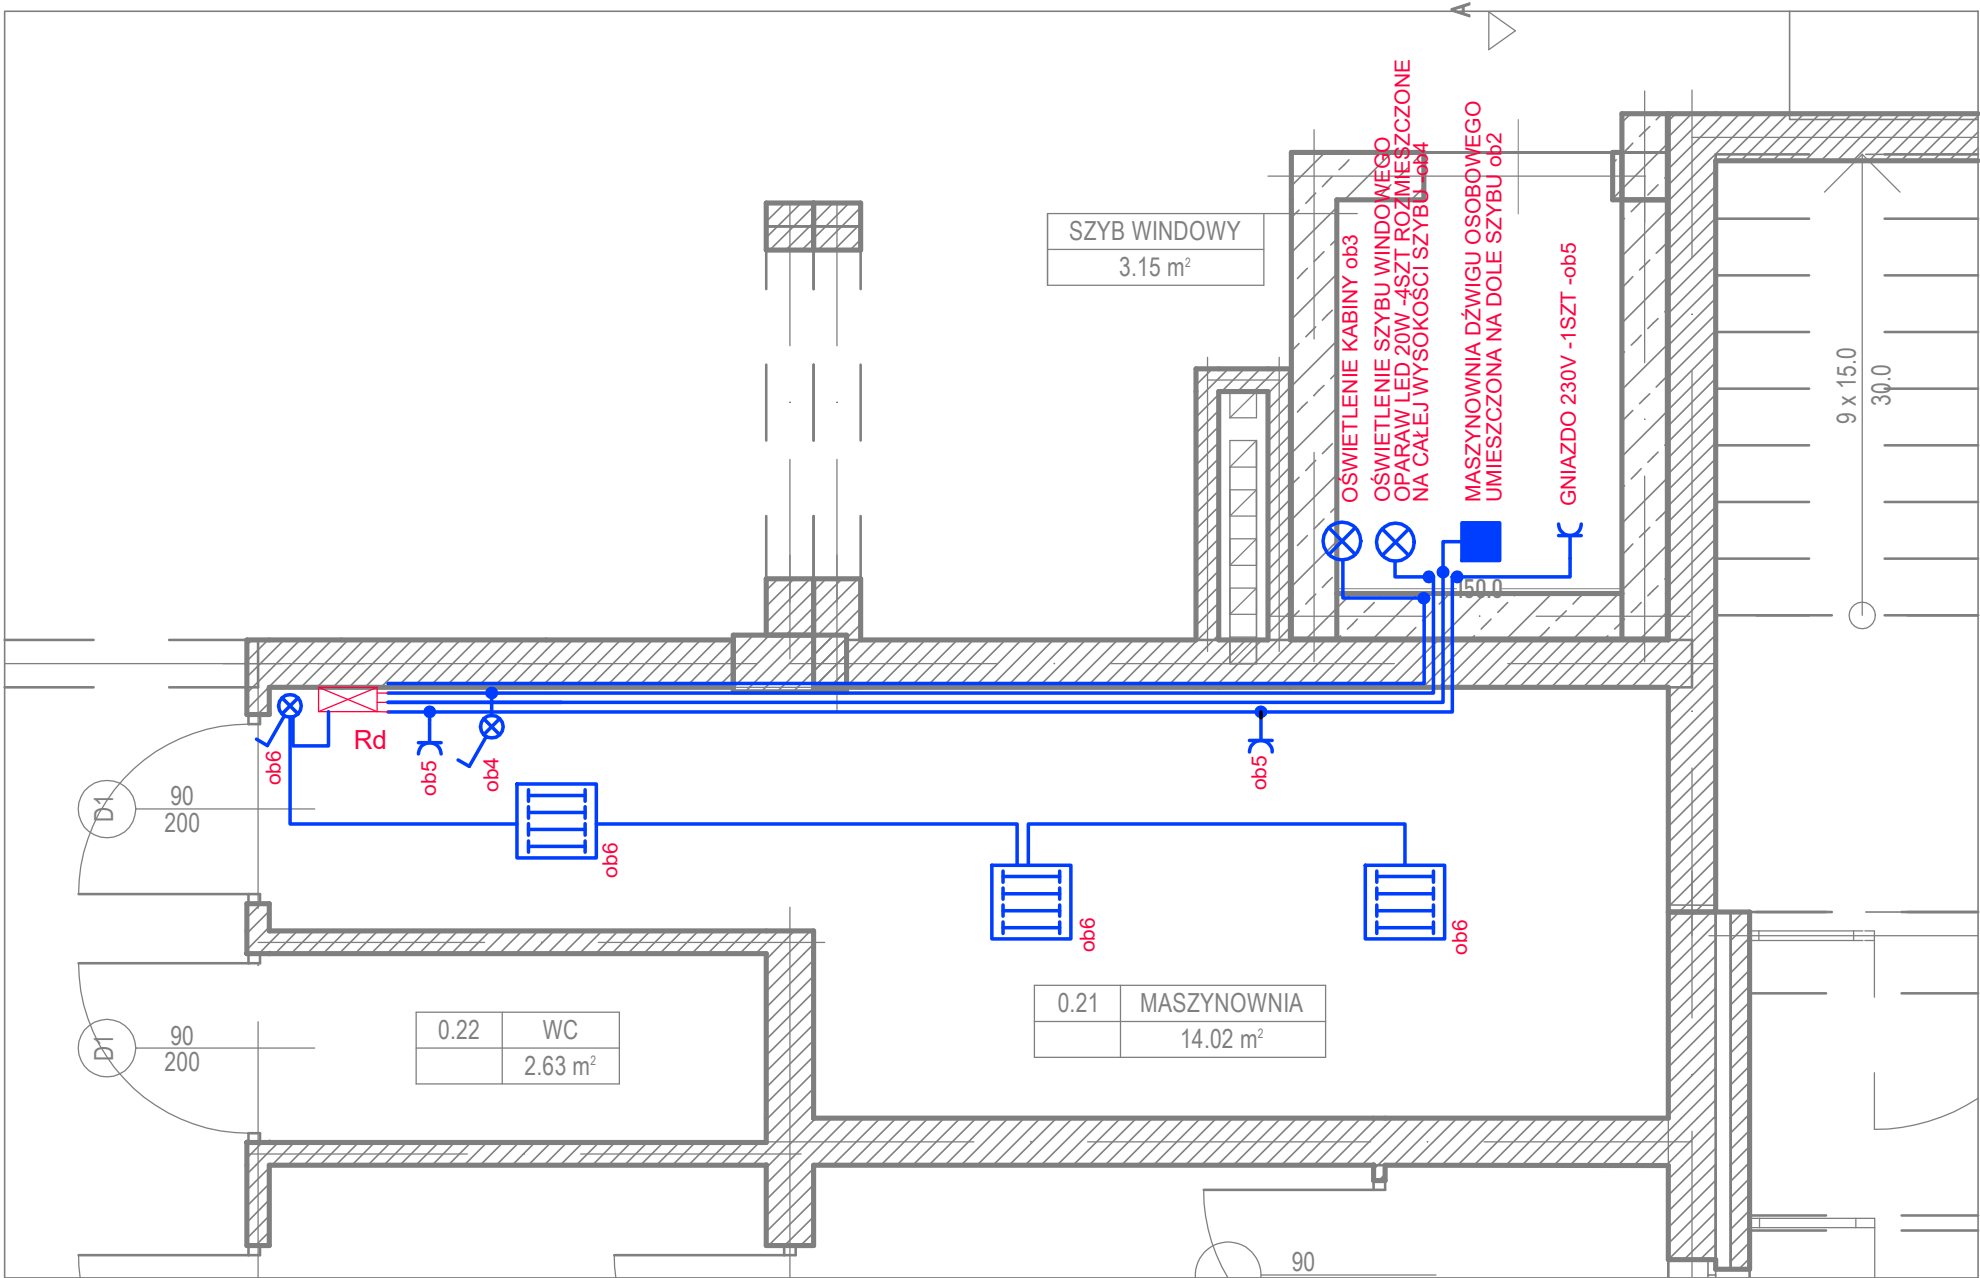 A
SZYB WINDOWY
3.15 m²
OŚWIETLENIE KABINY ob3
OŚWIETLENIE SZYBU WINDOWEGO
OPARAW LED 20W -4SZT ROZMIESZCZONE
NA CAŁEJ WYSOKOŚCI SZYBU -ob4
MASZYNOWNIA DŹWIGU OSOBOWEGO
UMIESZCZONA NA DOLE SZYBU ob2
GNIAZDO 230V -1SZT -ob5
9 x 15.0
30.0
150.0
Rd
ob6
ob5
ob4
ob5
D1
90
200
ob6
ob6
ob6
0.21 MASZYNOWNIA
14.02 m²
0.22 WC
2.63 m²
D1
90
200
90